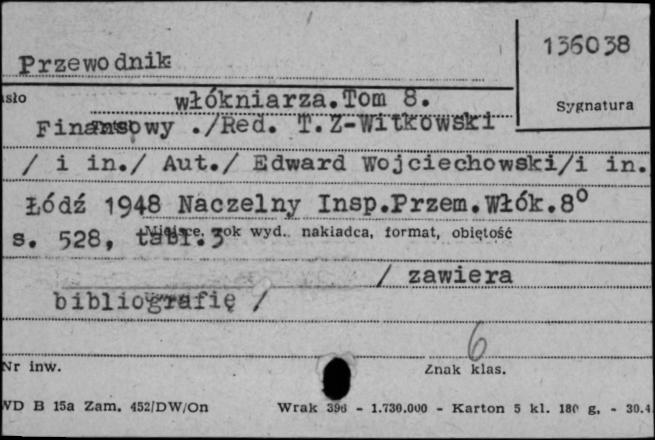 136038
Przewodnik
sło
włókniarza.Tom 8.
Sygnatura
Finansowy ./Red. T.Z-Witkowski
/ i in./ Aut./ Edward Wojciechowski/i in.
Łódź 1948 Naczelny Insp.Przem.Włók.8°
s. 528, tabl.3
Miejsce, rok wyd., nakładca, format, objętość
/ zawiera
bibliografię /
6
Nr inw.
Znak klas.
WD B 15a Zam. 452/DW/On
Wrak 396 - 1.730.000 - Karton 5 kl. 180 g. - 30.4